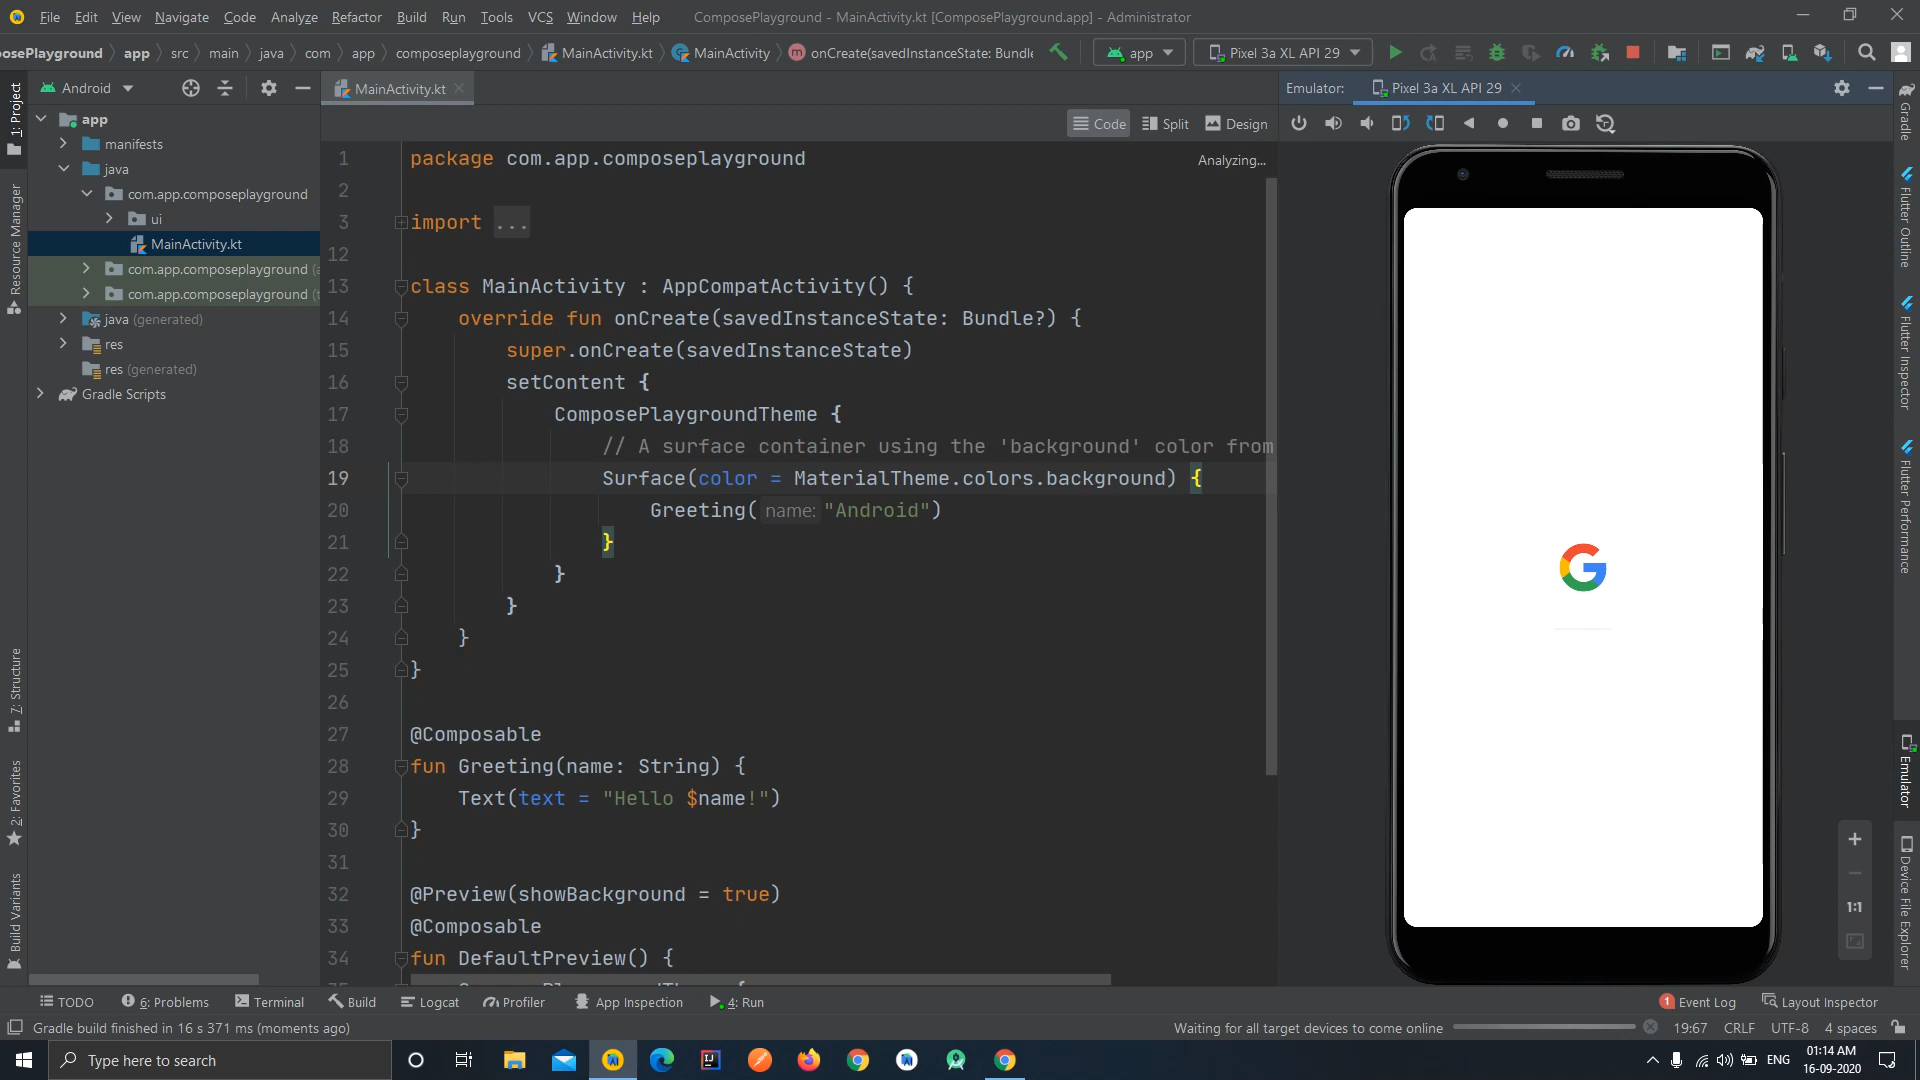 File Edit View Navigate Code Analyze Refactor Build Run Tools VCS Window Help ComposePlayground - MainActivity.kt [ComposePlayground.app] - Administrator
osePlayground app src main java com app composeplayground MainActivity.kt MainActivity onCreate(savedInstanceState: Bundle app Pixel 3a XL API 29
Android
MainActivity.kt
Emulator: Pixel 3a XL API 29
Code Split Design
Analyzing...
1: Project
Resource Manager
7: Structure
2: Favorites
Build Variants
app
manifests
java
com.app.composeplayground
ui
MainActivity.kt
com.app.composeplayground (a
com.app.composeplayground (t
java (generated)
res
res (generated)
Gradle Scripts
1 package com.app.composeplayground
2
3 import ...
12
13 class MainActivity : AppCompatActivity() {
14 override fun onCreate(savedInstanceState: Bundle?) {
15 super.onCreate(savedInstanceState)
16 setContent {
17 ComposePlaygroundTheme {
18 // A surface container using the 'background' color from
19 Surface(color = MaterialTheme.colors.background) {
20 Greeting( name: "Android")
21 }
22 }
23 }
24 }
25 }
26
27 @Composable
28 fun Greeting(name: String) {
29 Text(text = "Hello $name!")
30 }
31
32 @Preview(showBackground = true)
33 @Composable
34 fun DefaultPreview() {
G
1:1
Gradle
Flutter Outline
Flutter Inspector
Flutter Performance
Emulator
Device File Explorer
TODO 6: Problems Terminal Build Logcat Profiler App Inspection 4: Run 1 Event Log Layout Inspector
Gradle build finished in 16 s 371 ms (moments ago) Waiting for all target devices to come online 19:67 CRLF UTF-8 4 spaces
Type here to search
ENG
01:14 AM
16-09-2020